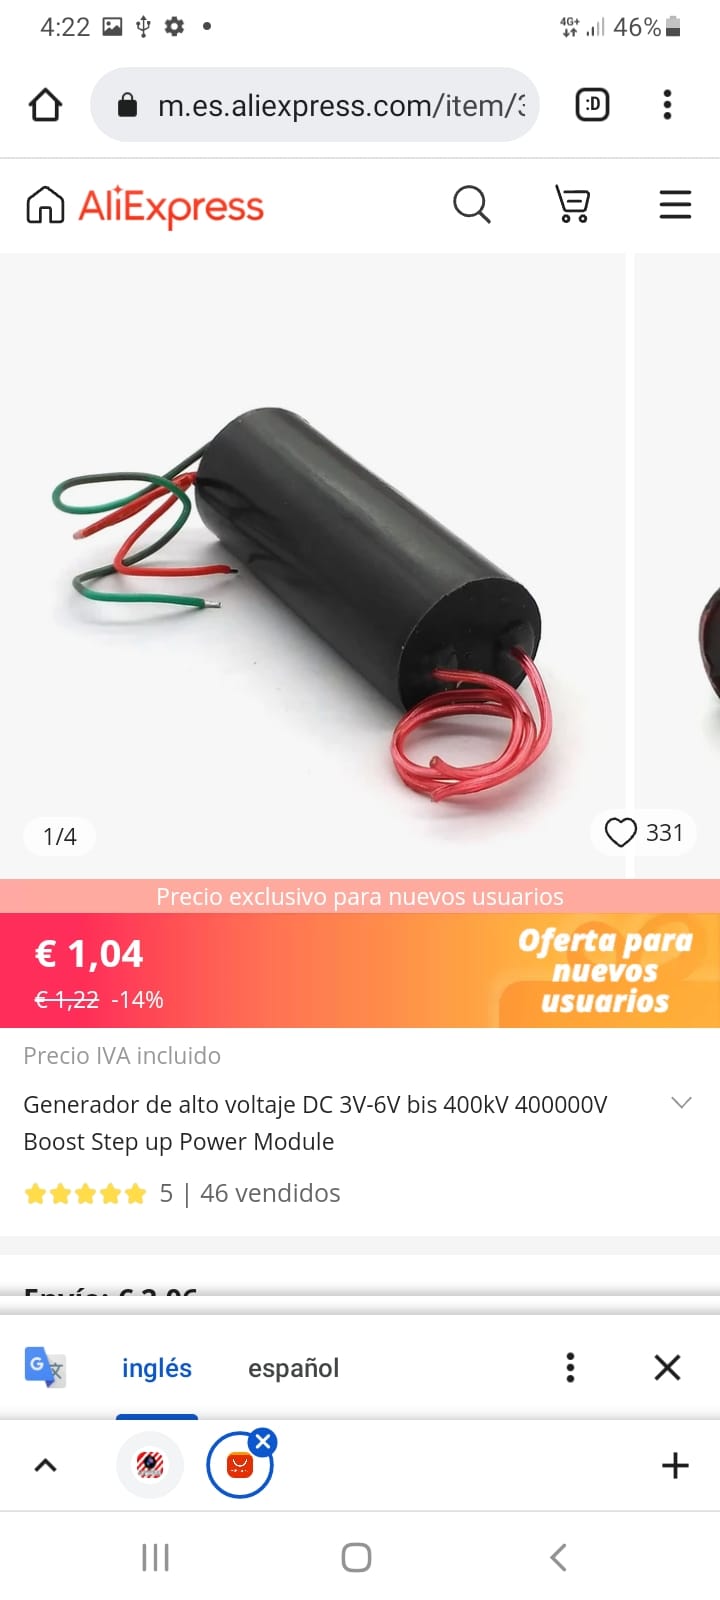 4:22
4G+
46%
:D
m.es.aliexpress.com/item/3
AliExpress
1/4
331
Precio exclusivo para nuevos usuarios
€ 1,04
Oferta para
nuevos
usuarios
€ 1,22 -14%
Precio IVA incluido
Generador de alto voltaje DC 3V-6V bis 400kV 400000V
Boost Step up Power Module
5 | 46 vendidos
G
inglés
español